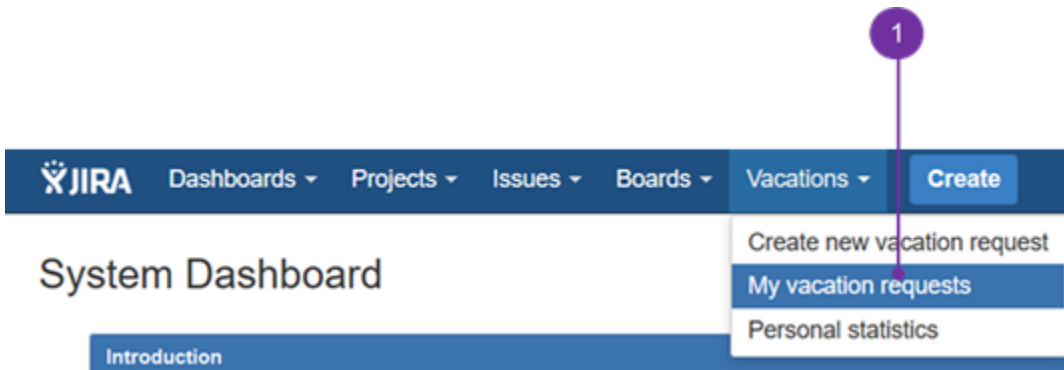 1
JIRA Dashboards Projects Issues Boards Vacations Create
Create new vacation request
System Dashboard
My vacation requests
Personal statistics
Introduction